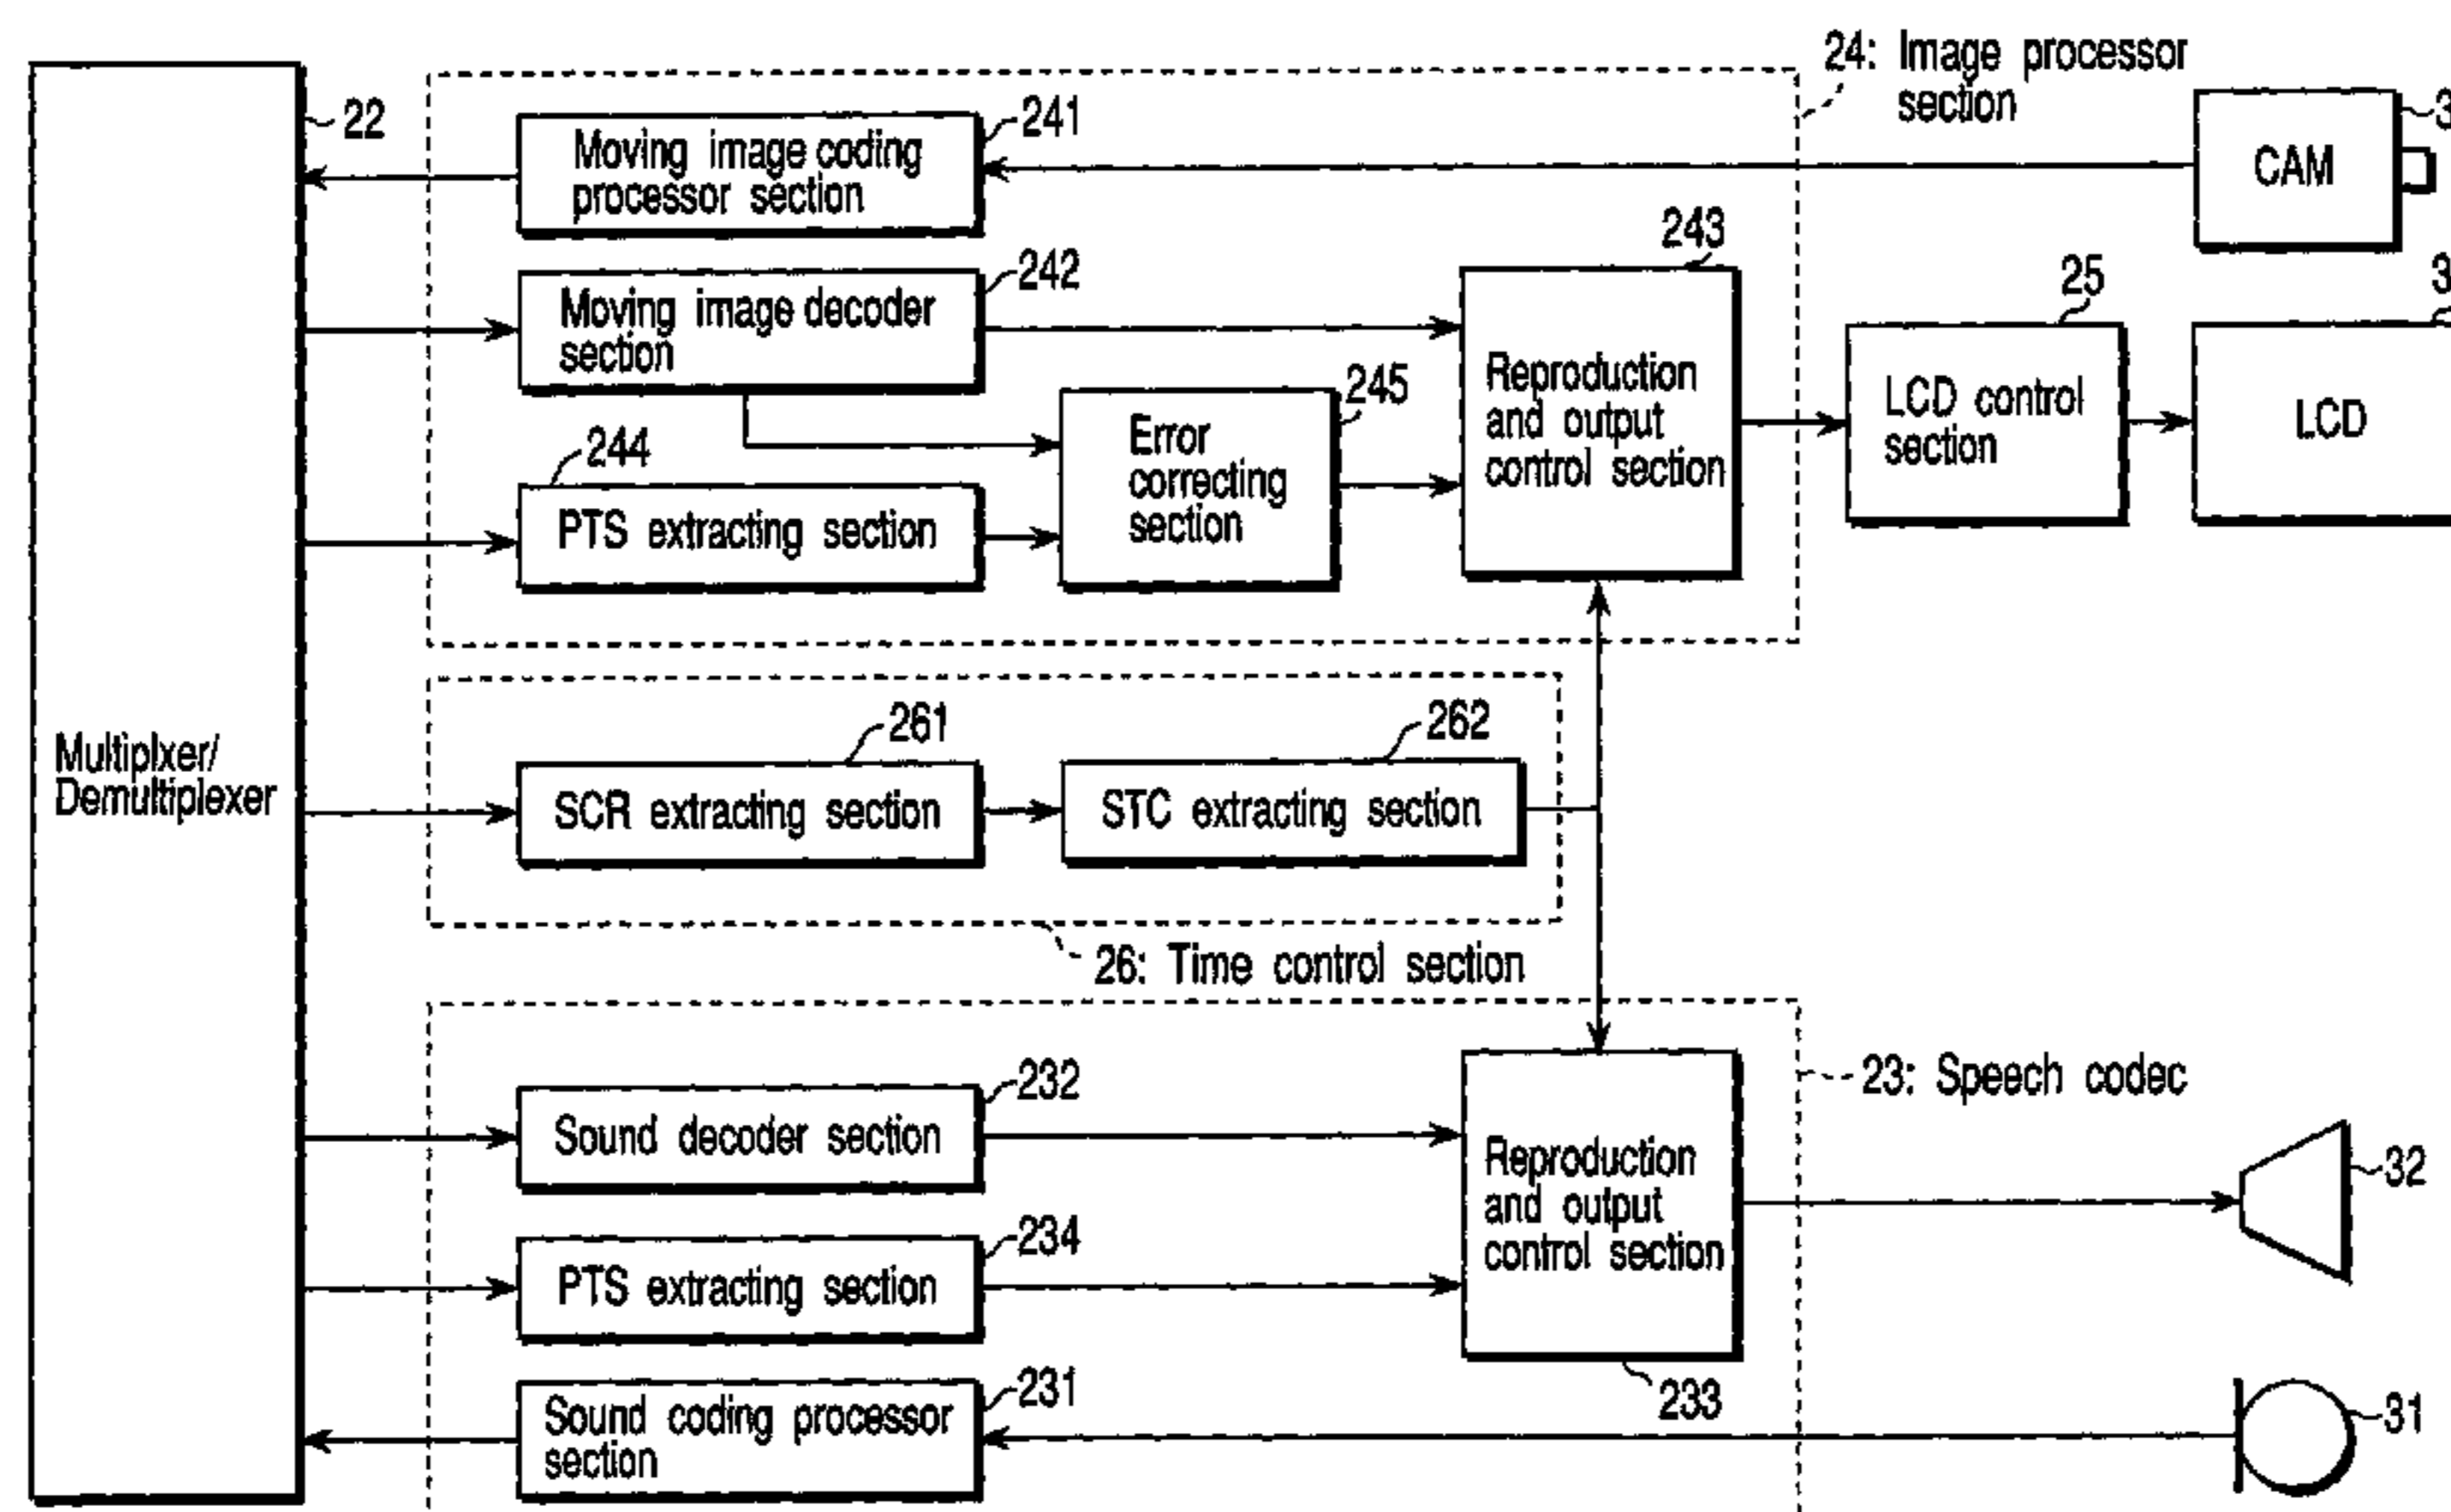 24: Image processor
section
22
241
Moving image coding
processor section
CAM
3
242
Moving image decoder
section
243
Reproduction
and output
control section
25
LCD control
section
3
LCD
245
Error
correcting
section
244
PTS extracting section
Multiplxer/
Demultiplexer
261
SCR extracting section
262
STC extracting section
26: Time control section
23: Speech codec
232
Sound decoder section
234
PTS extracting section
Reproduction
and output
control section
233
32
231
Sound coding processor
section
31